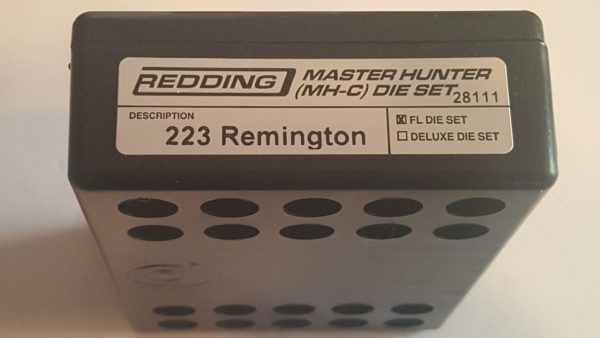 REDDING
MASTER HUNTER
(MH-C) DIE SET 28111
DESCRIPTION
223 Remington
☒ FL DIE SET
☐ DELUXE DIE SET